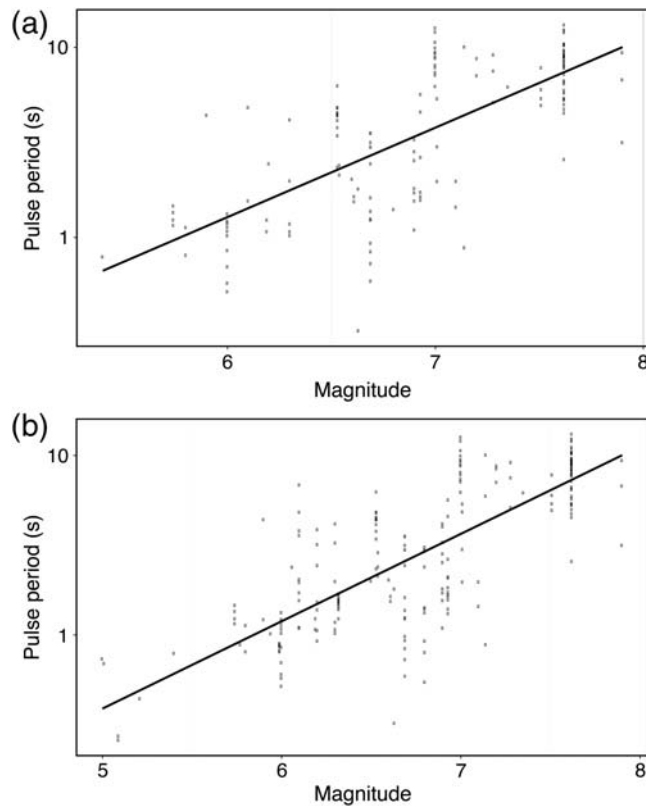 (a)
10
Pulse period (s)
1
6 7 8
Magnitude
(b)
10
Pulse period (s)
1
5 6 7 8
Magnitude